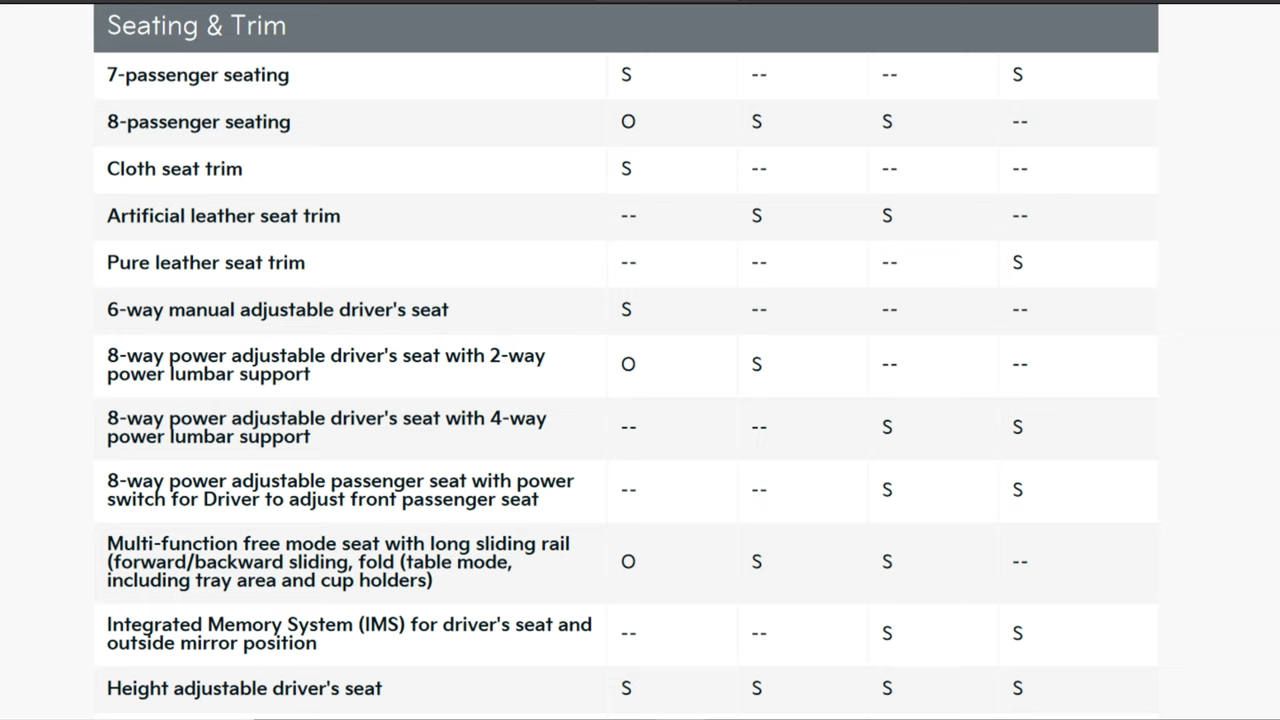 Seating & Trim
7-passenger seating S -- -- S
8-passenger seating O S S --
Cloth seat trim S -- -- --
Artificial leather seat trim -- S S --
Pure leather seat trim -- -- -- S
6-way manual adjustable driver's seat S -- -- --
8-way power adjustable driver's seat with 2-way
power lumbar support O S -- --
8-way power adjustable driver's seat with 4-way
power lumbar support -- -- S S
8-way power adjustable passenger seat with power
switch for Driver to adjust front passenger seat -- -- S S
Multi-function free mode seat with long sliding rail
(forward/backward sliding, fold (table mode, O S S --
including tray area and cup holders)
Integrated Memory System (IMS) for driver's seat and
outside mirror position -- -- S S
Height adjustable driver's seat S S S S